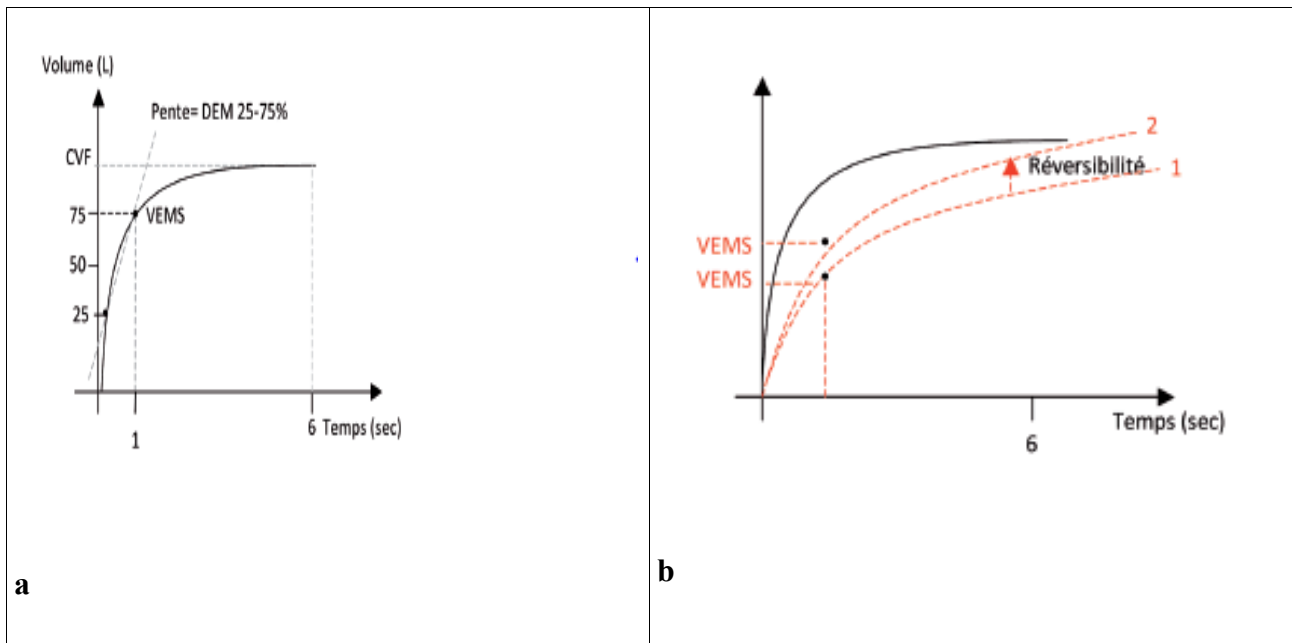 Volume (L)
Pente= DEM 25-75%
CVF
75
VEMS
50
25
1
6 Temps (sec)
a
2
Réversibilité
1
VEMS
VEMS
Temps (sec)
6
b